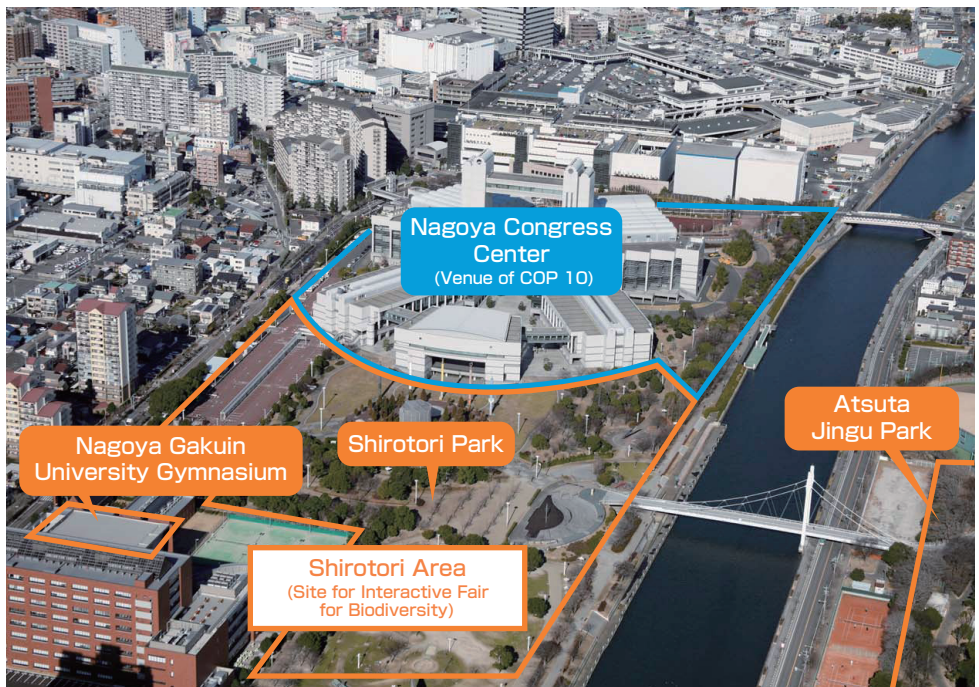 Nagoya Congress
Center
(Venue of COP 10)
Atsuta
Jingu Park
Nagoya Gakuin
University Gymnasium
Shirotori Park
Shirotori Area
(Site for Interactive Fair
for Biodiversity)